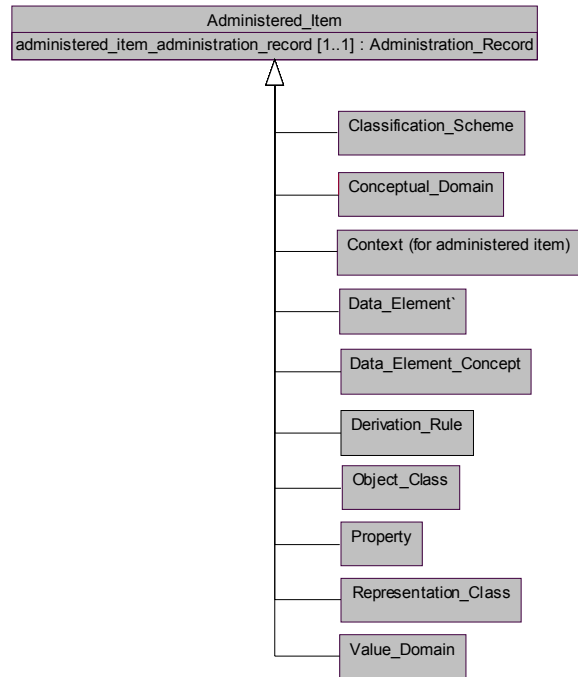 Administered_Item
administered_item_administration_record [1..1] : Administration_Record
Classification_Scheme
Conceptual_Domain
Context (for administered item)
Data_Element`
Data_Element_Concept
Derivation_Rule
Object_Class
Property
Representation_Class
Value_Domain